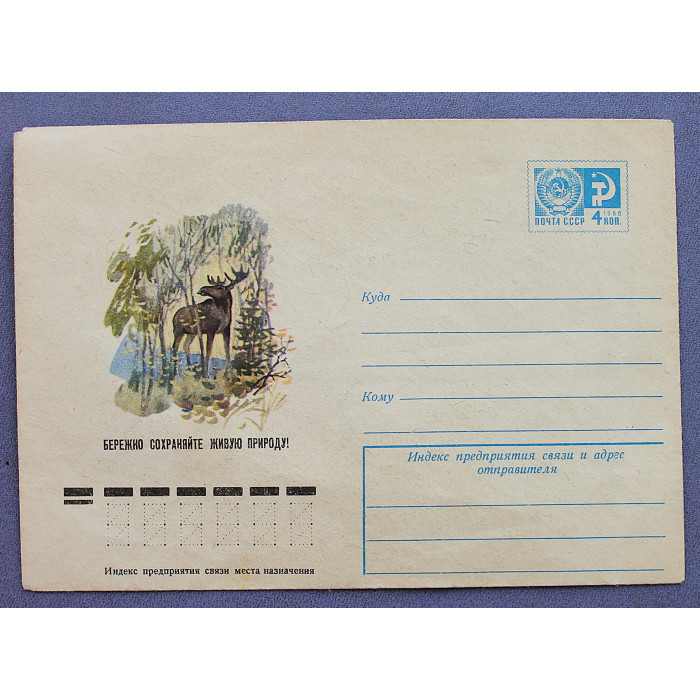 ПОЧТА СССР
1966
4 КОП.
Куда
Кому
БЕРЕЖНО СОХРАНЯЙТЕ ЖИВУЮ ПРИРОДУ!
Индекс предприятия связи и адрес
отправителя
Индекс предприятия связи места назначения